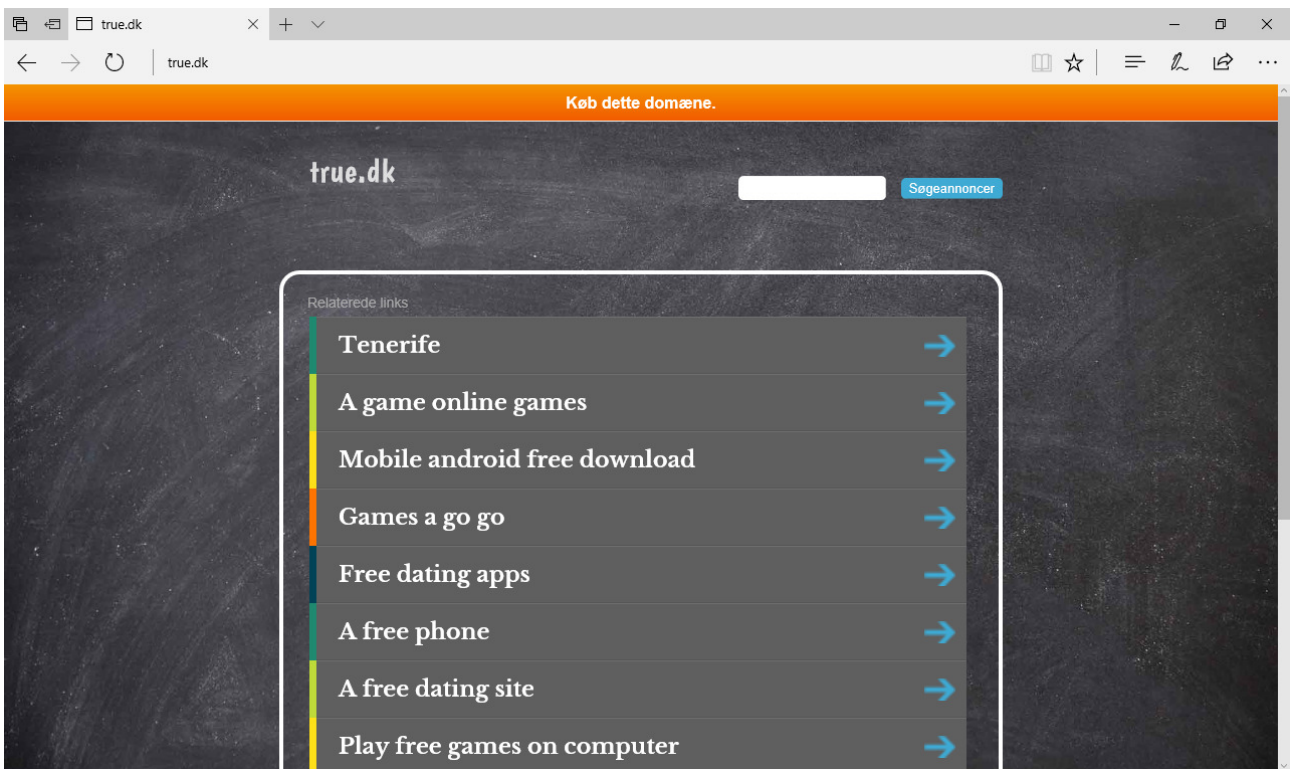 true.dk
true.dk
Køb dette domæne.
true.dk
Søgeannoncer
Relaterede links
Tenerife
A game online games
Mobile android free download
Games a go go
Free dating apps
A free phone
A free dating site
Play free games on computer